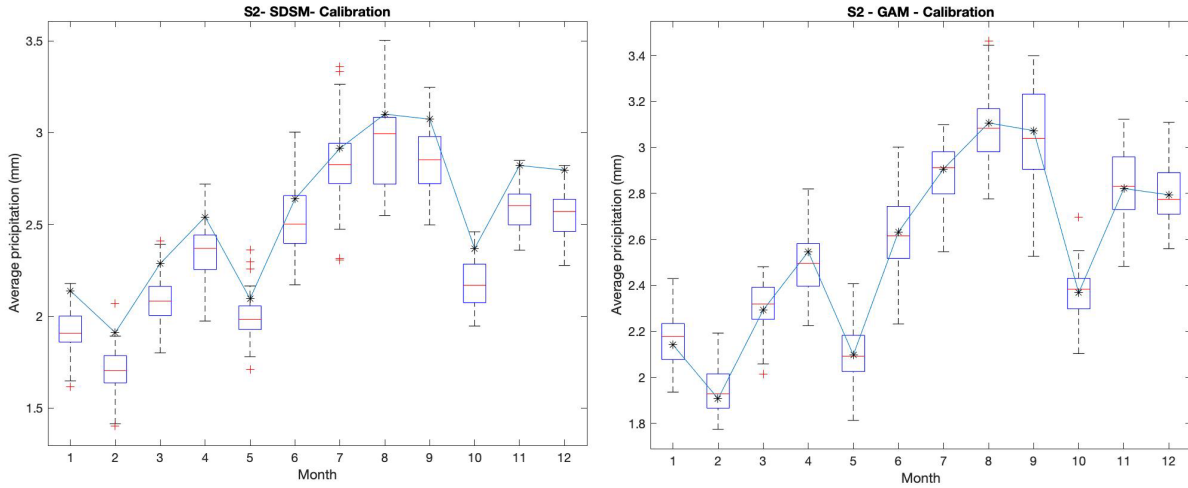 S2- SDSM- Calibration
3.5
3
2.5
2
1.5
Average pricipitation (mm)
1 2 3 4 5 6 7 8 9 10 11 12
Month
S2 - GAM - Calibration
3.4
3.2
3
2.8
2.6
2.4
2.2
2
1.8
Average pricipitation (mm)
1 2 3 4 5 6 7 8 9 10 11 12
Month